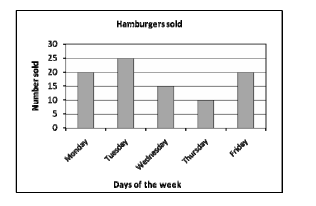 Hamburgers sold
Number sold
30
25
20
15
10
5
0
Monday
Tuesday
Wednesday
Thursday
Friday
Days of the week